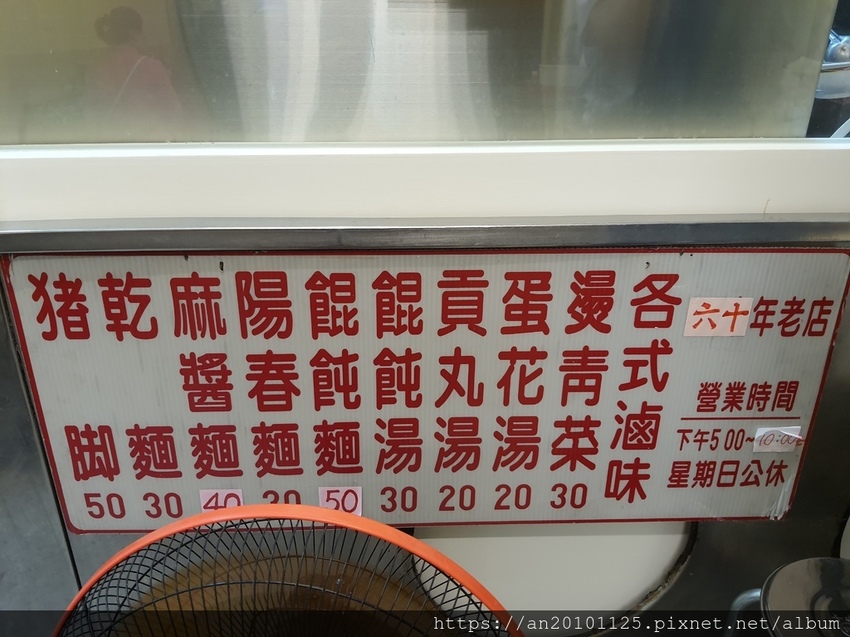 猪脚 50
乾麵 30
麻醬麵 40
陽春麵 30
餛飩麵 50
餛飩湯 30
貢丸湯 20
蛋花湯 20
燙青菜 30
各式滷味
六十年老店
營業時間
下午5 00~10:00
星期日公休
https://an20101125.pixnet.net/album